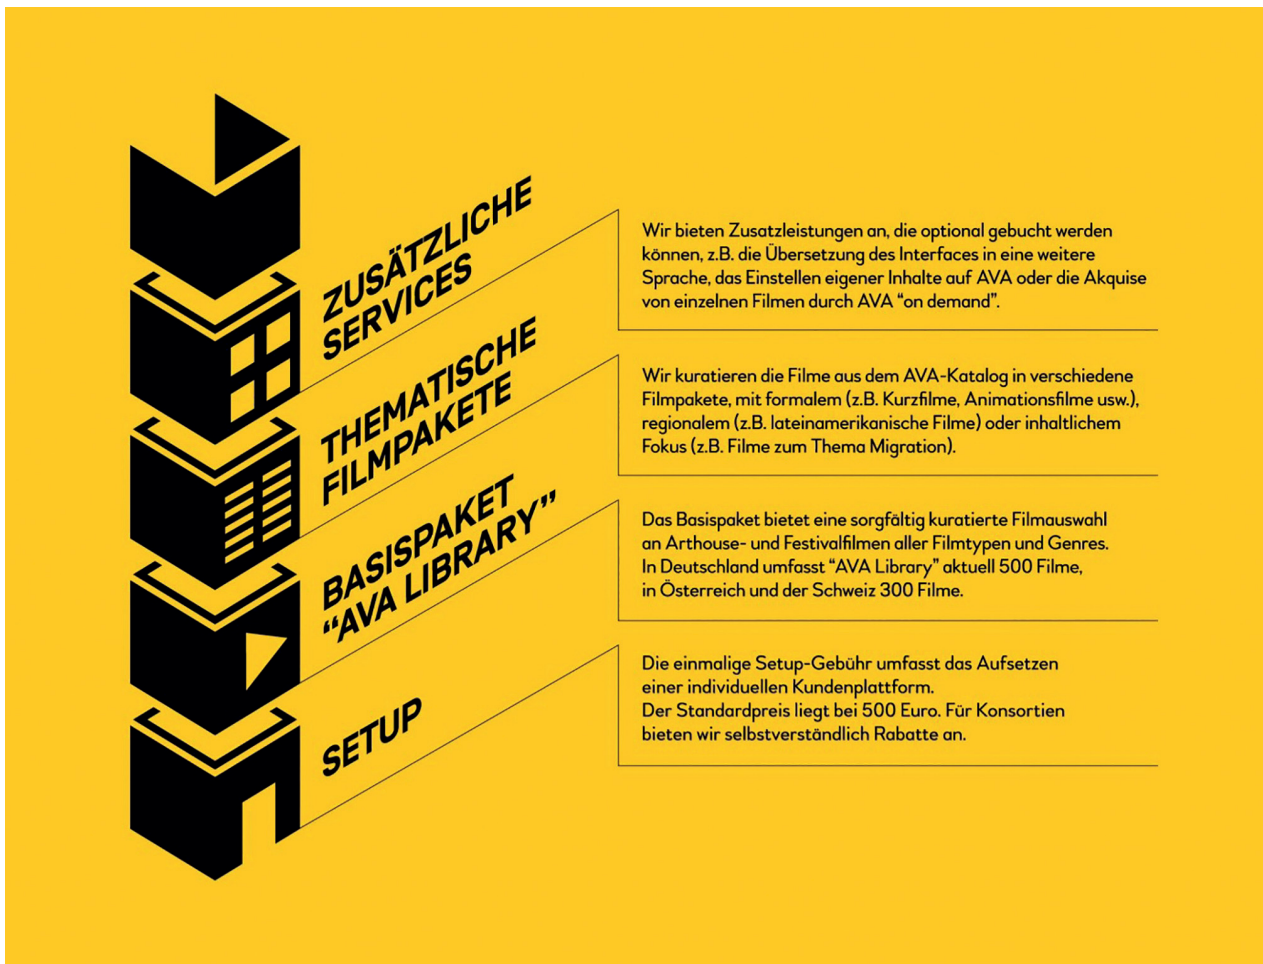 ZUSÄTZLICHE
SERVICES
Wir bieten Zusatzleistungen an, die optional gebucht werden
können, z.B. die Übersetzung des Interfaces in eine weitere
Sprache, das Einstellen eigener Inhalte auf AVA oder die Akquise
von einzelnen Filmen durch AVA “on demand”.
THEMATISCHE
FILMPAKETE
Wir kuratieren die Filme aus dem AVA-Katalog in verschiedene
Filmpakete, mit formalem (z.B. Kurzfilme, Animationsfilme usw.),
regionalem (z.B. lateinamerikanische Filme) oder inhaltlichem
Fokus (z.B. Filme zum Thema Migration).
BASISPAKET
“AVA LIBRARY”
Das Basispaket bietet eine sorgfältig kuratierte Filmauswahl
an Arthouse- und Festivalfilmen aller Filmtypen und Genres.
In Deutschland umfasst “AVA Library” aktuell 500 Filme,
in Österreich und der Schweiz 300 Filme.
SETUP
Die einmalige Setup-Gebühr umfasst das Aufsetzen
einer individuellen Kundenplattform.
Der Standardpreis liegt bei 500 Euro. Für Konsortien
bieten wir selbstverständlich Rabatte an.